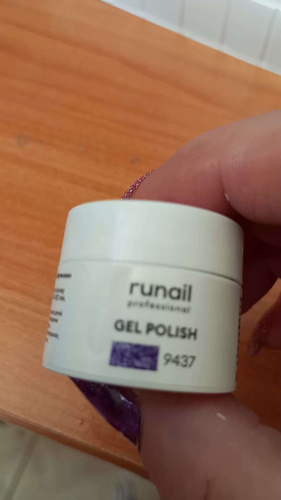 runail
professional
GEL POLISH
9437